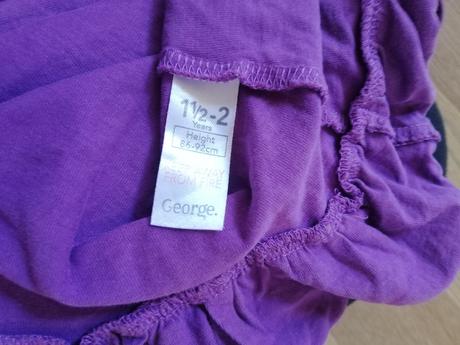 1½-2
Years
Height
86-92cm
KEEP AWAY
FROM FIRE
George.